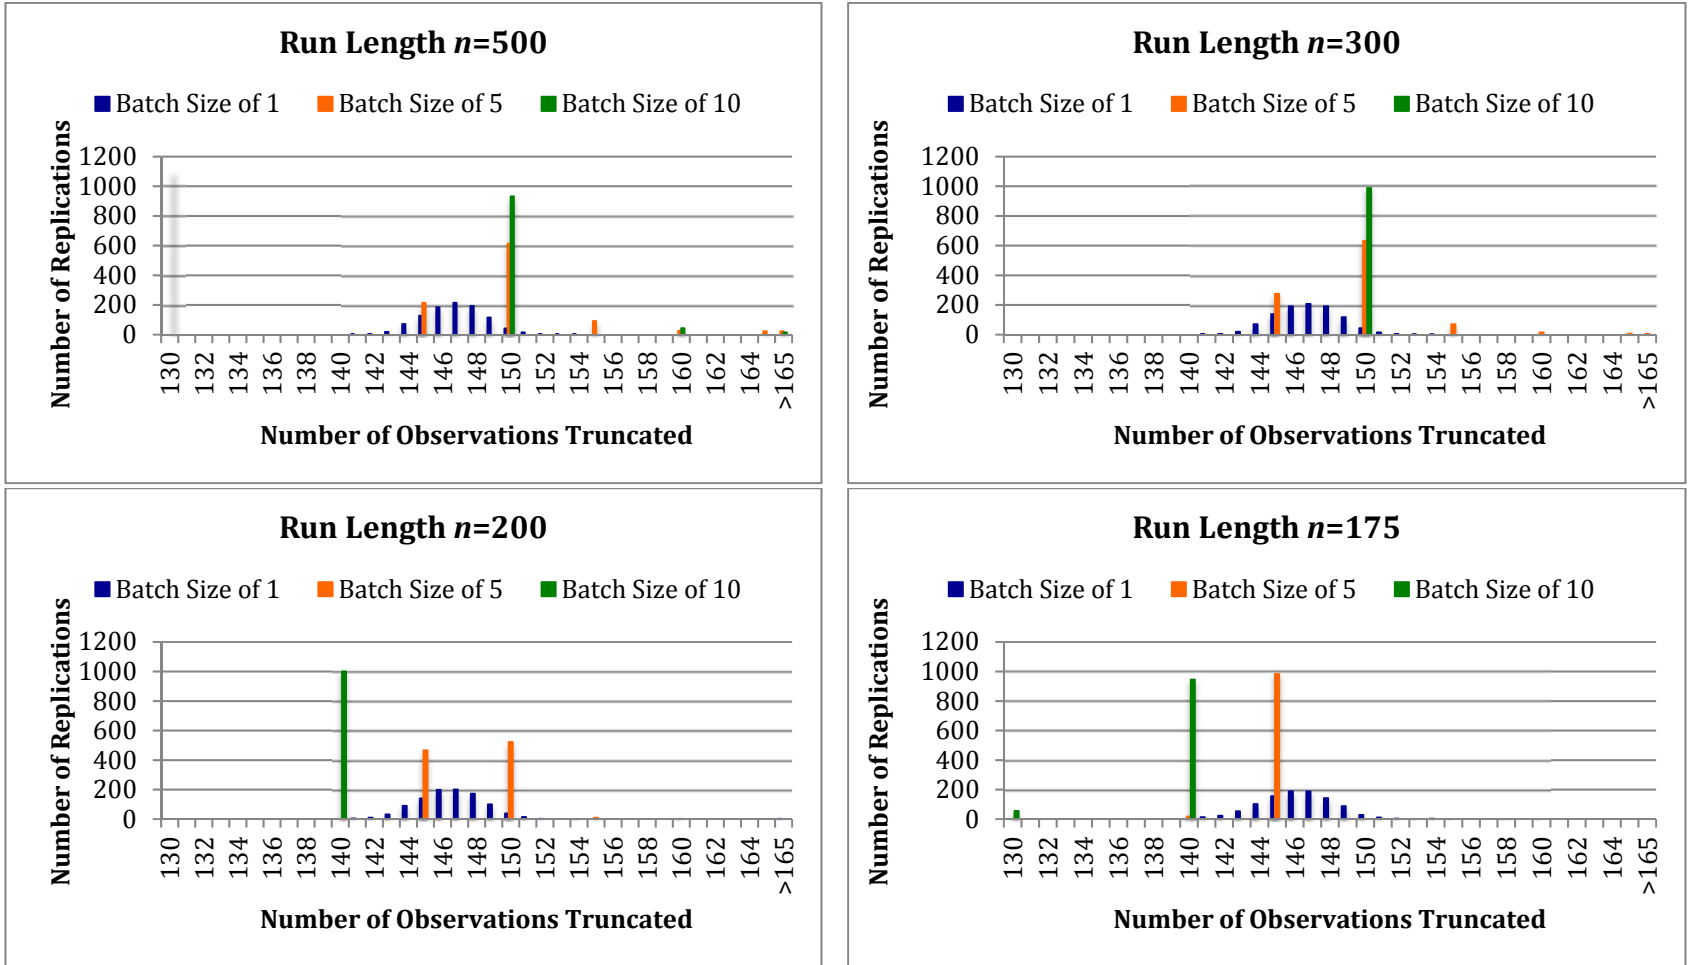 Run Length n=500
Batch Size of 1 Batch Size of 5 Batch Size of 10
Number of Replications
1200
1000
800
600
400
200
0
130 132 134 136 138 140 142 144 146 148 150 152 154 156 158 160 162 164 >165
Number of Observations Truncated
Run Length n=300
Batch Size of 1 Batch Size of 5 Batch Size of 10
Number of Replications
1200
1000
800
600
400
200
0
130 132 134 136 138 140 142 144 146 148 150 152 154 156 158 160 162 164 >165
Number of Observations Truncated
Run Length n=200
Batch Size of 1 Batch Size of 5 Batch Size of 10
Number of Replications
1200
1000
800
600
400
200
0
130 132 134 136 138 140 142 144 146 148 150 152 154 156 158 160 162 164 >165
Number of Observations Truncated
Run Length n=175
Batch Size of 1 Batch Size of 5 Batch Size of 10
Number of Replications
1200
1000
800
600
400
200
0
130 132 134 136 138 140 142 144 146 148 150 152 154 156 158 160 162 164 >165
Number of Observations Truncated